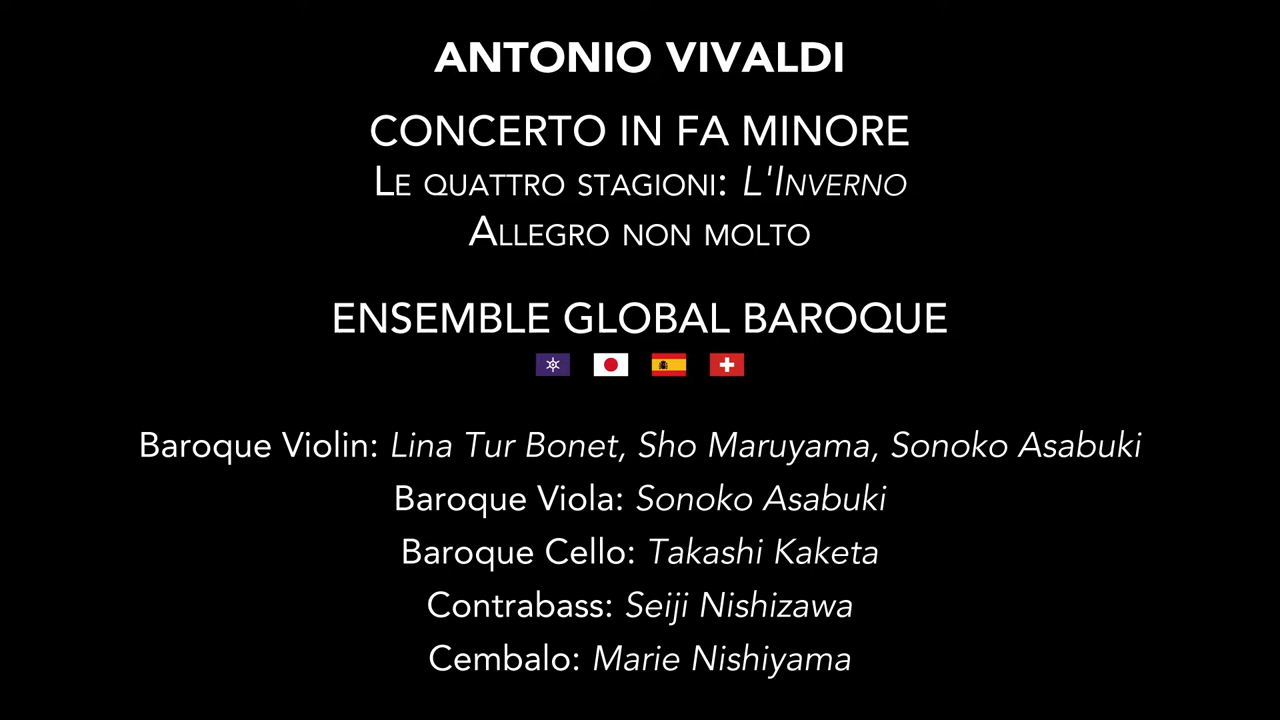 ANTONIO VIVALDI
CONCERTO IN FA MINORE
LE QUATTRO STAGIONI: L'INVERNO
ALLEGRO NON MOLTO
ENSEMBLE GLOBAL BAROQUE
Baroque Violin: Lina Tur Bonet, Sho Maruyama, Sonoko Asabuki
Baroque Viola: Sonoko Asabuki
Baroque Cello: Takashi Kaketa
Contrabass: Seiji Nishizawa
Cembalo: Marie Nishiyama